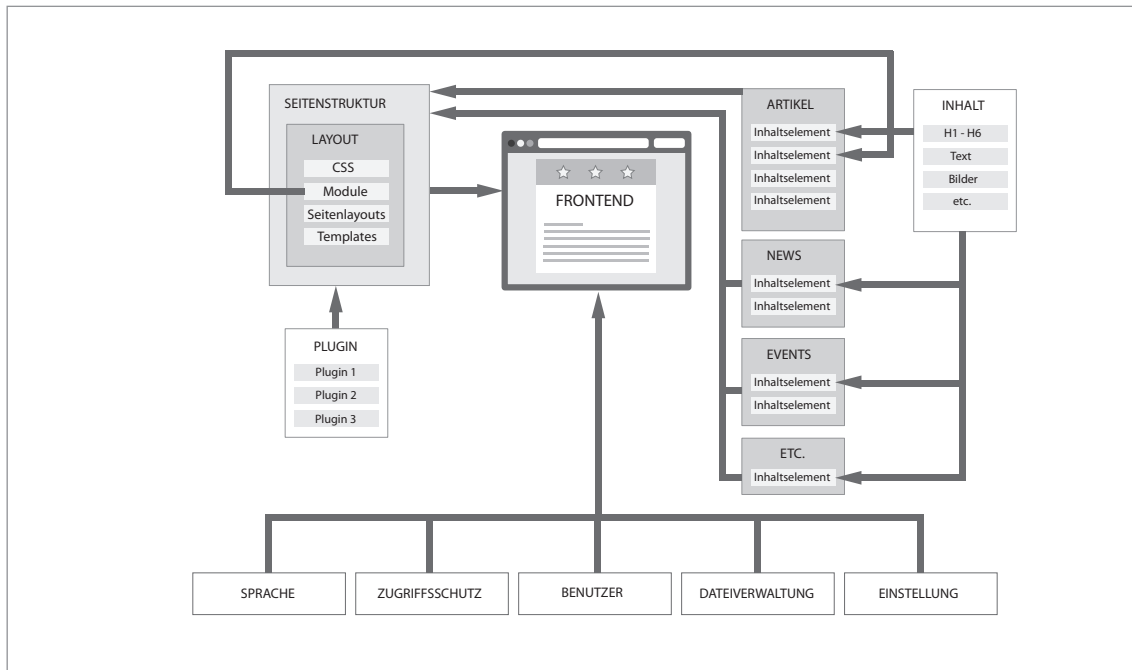 SEITENSTRUKTUR
LAYOUT
CSS
Module
Seitenlayouts
Templates
PLUGIN
Plugin 1
Plugin 2
Plugin 3
FRONTEND
ARTIKEL
Inhaltselement
Inhaltselement
Inhaltselement
Inhaltselement
NEWS
Inhaltselement
Inhaltselement
EVENTS
Inhaltselement
Inhaltselement
ETC.
Inhaltselement
INHALT
H1 - H6
Text
Bilder
etc.
SPRACHE
ZUGRIFFSSCHUTZ
BENUTZER
DATEIVERWALTUNG
EINSTELLUNG